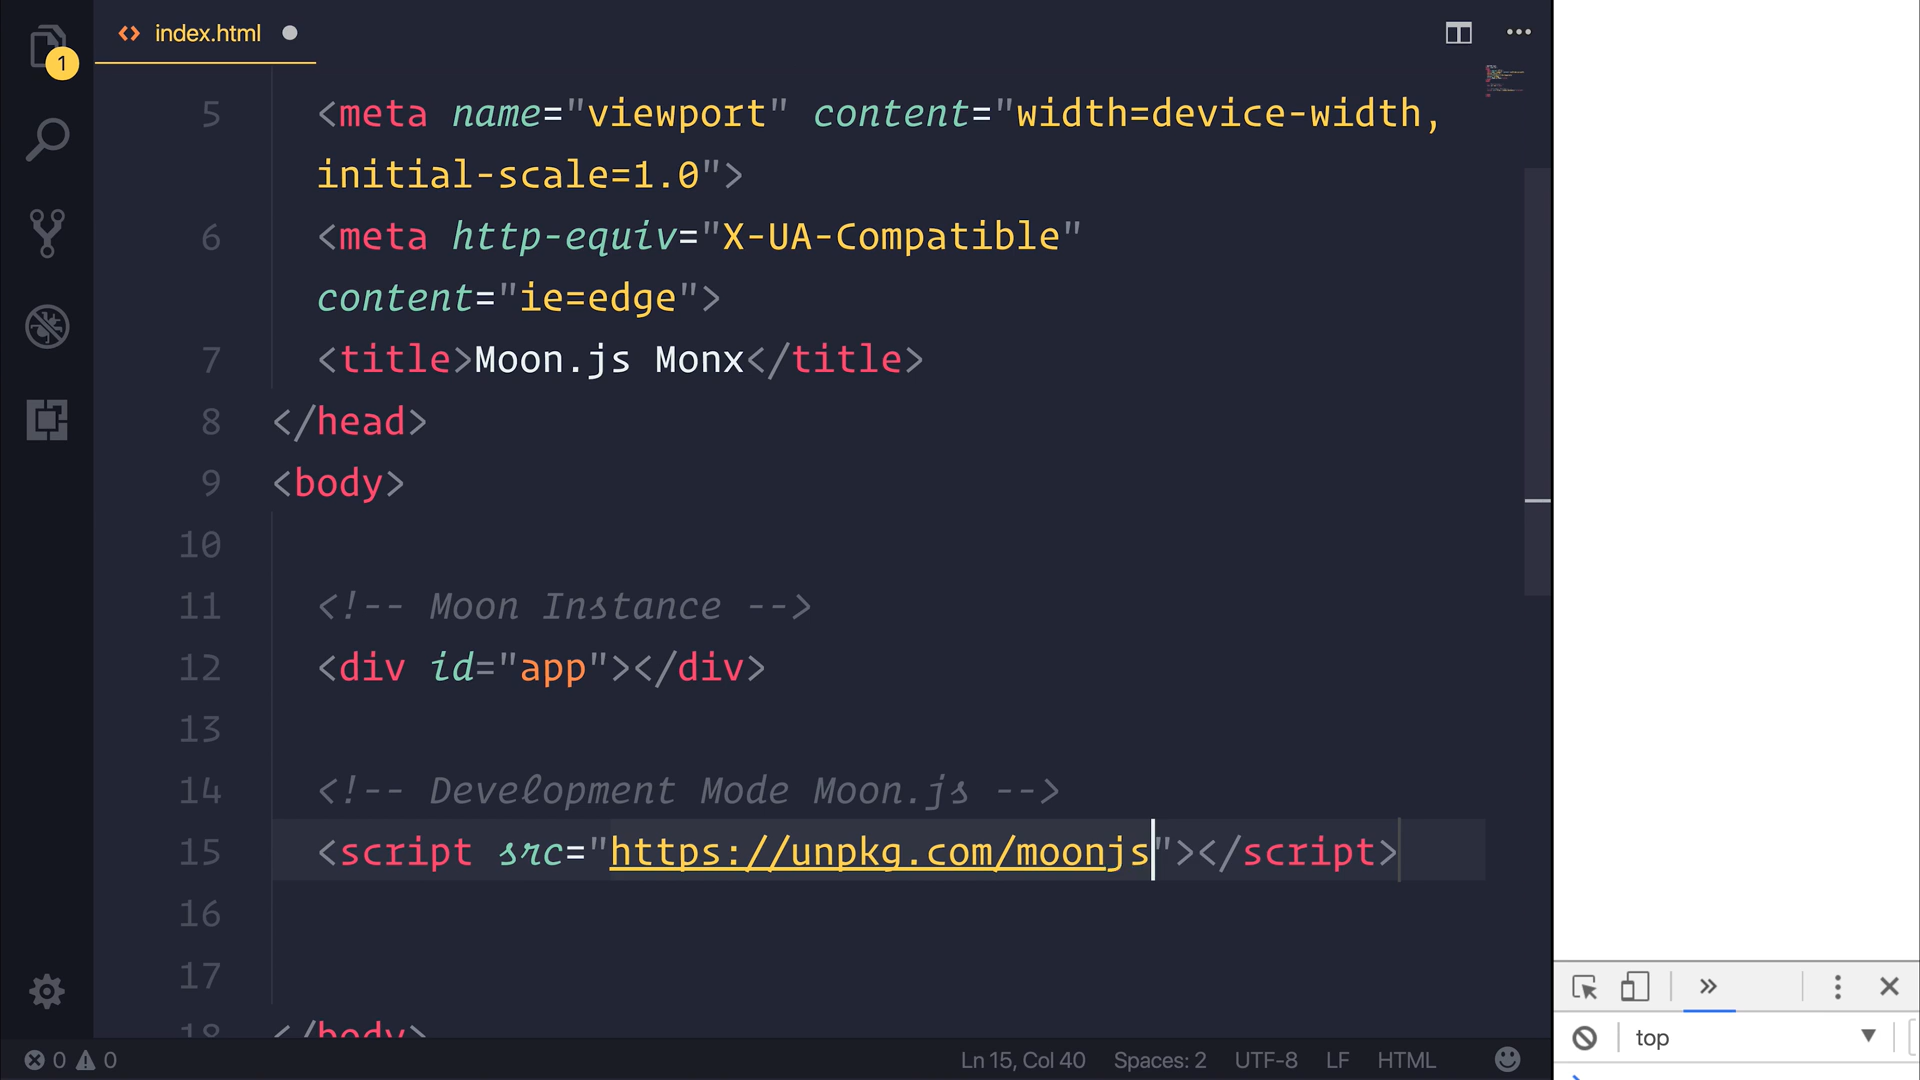 1
index.html
5 <meta name="viewport" content="width=device-width,
initial-scale=1.0">
6 <meta http-equiv="X-UA-Compatible"
content="ie=edge">
7 <title>Moon.js Monx</title>
8 </head>
9 <body>
10
11 <!-- Moon Instance -->
12 <div id="app"></div>
13
14 <!-- Development Mode Moon.js -->
15 <script src="https://unpkg.com/moonjs"></script>
16
17
18 </body>
0 0 Ln 15, Col 40 Spaces: 2 UTF-8 LF HTML
top